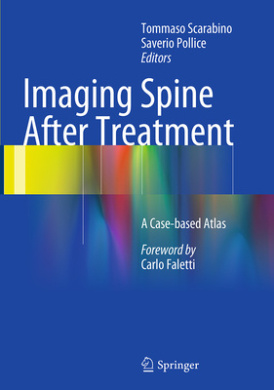 Tommaso Scarabino
Saverio Pollice
Editors
Imaging Spine
After Treatment
A Case-based Atlas
Foreword by
Carlo Faletti
Springer